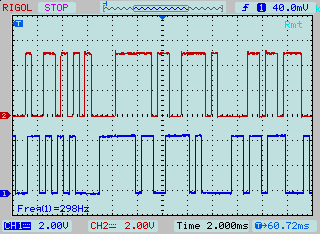 RIGOL STOP 1 40.0mV
T
Rmt
2
1
Freq(1)=298Hz
CH1 2.00V CH2 2.00V Time 2.000ms T→60.72ms